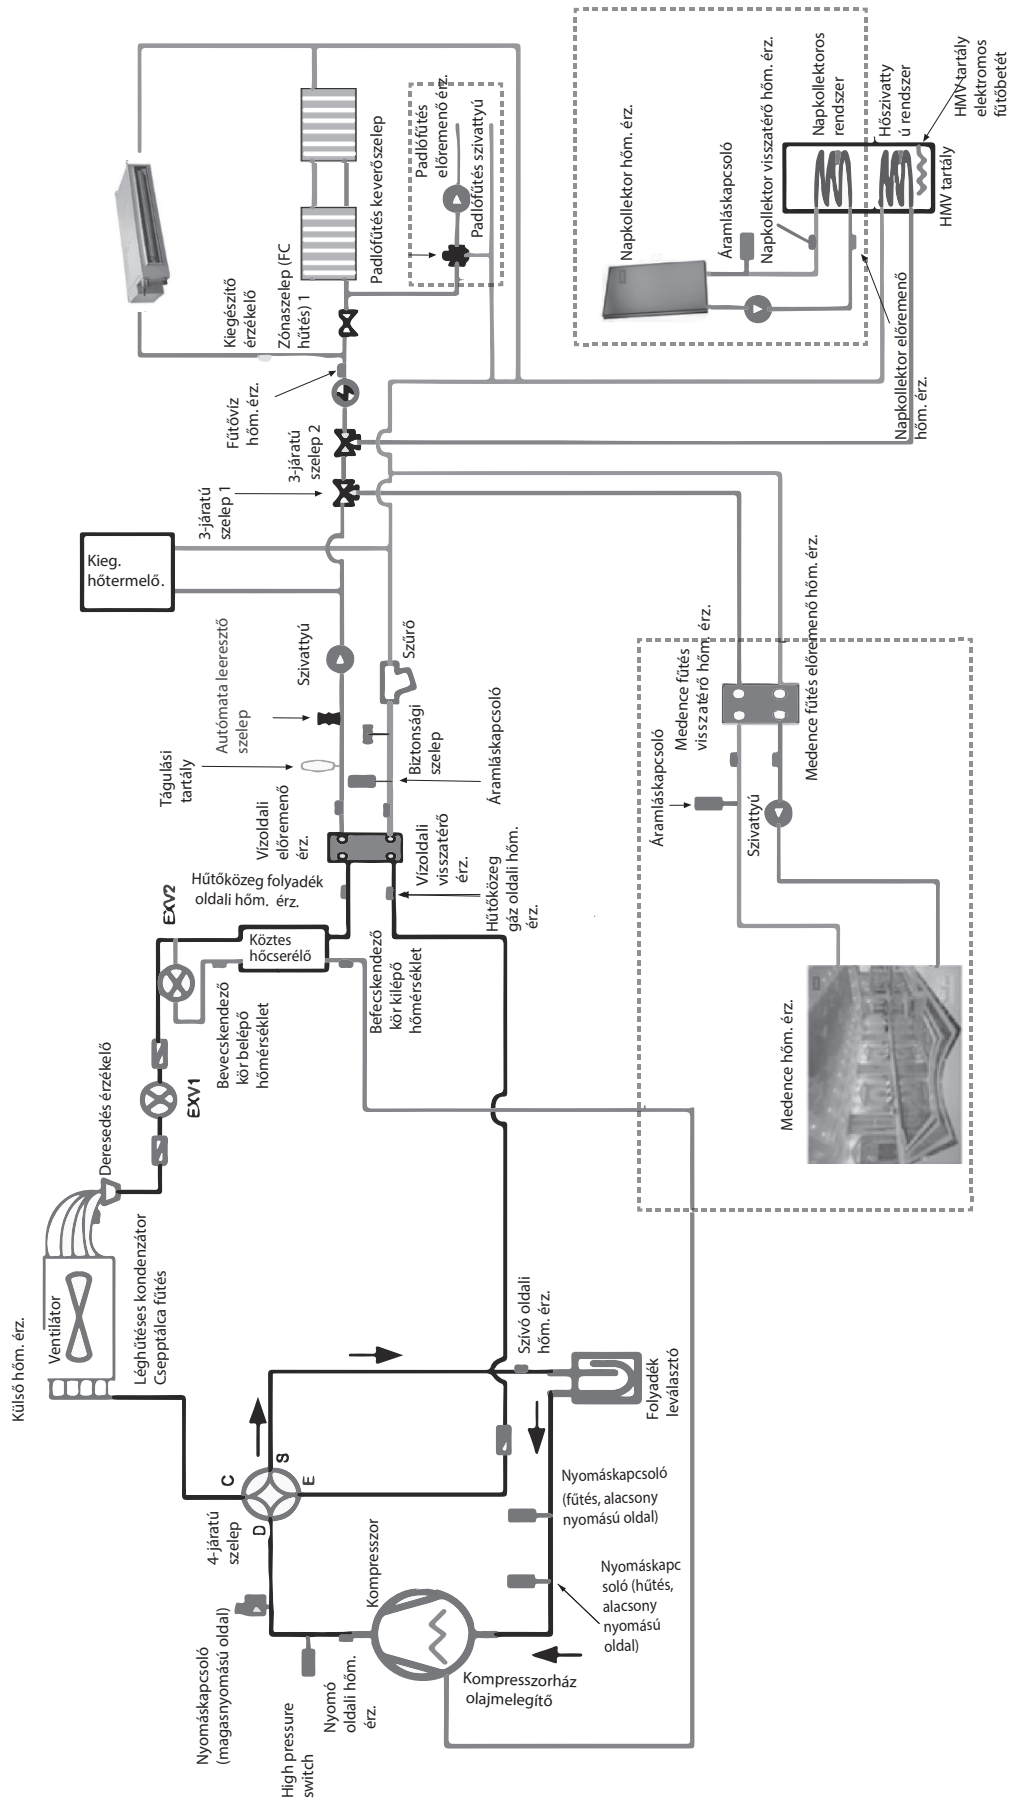 Külső hőm. érz.
Ventilátor
Léghűtéses kondenzátor
Csepptálca fűtés
Deresedés érzékelő
EXV1
EXV2
Bevecskendező
kör belépő
hőmérséklet
Köztes
hőcserélő
Hűtőközeg folyadék
oldali hőm. érz.
Befecskendező
kör kilépő
hőmérséklet
Hűtőközeg
gáz oldali hőm.
érz.
4-járatú
szelep
C
S
E
D
Nyomáskapcsoló
(magasnyomású oldal)
High pressure
switch
Nyomó
oldali hőm.
érz.
Kompresszor
Kompresszorház
olajmelegítő
Szívó oldali
hőm. érz.
Folyadék
leválasztó
Nyomáskapcsoló
(fűtés, alacsony
nyomású oldal)
Nyomáskapc
soló (hűtés,
alacsony
nyomású
oldal)
Vízoldali
előremenő
érz.
Vízoldali
visszatérő
érz.
Tágulási
tartály
Autómata leeresztő
szelep
Szivattyú
Szűrő
Biztonsági
szelep
Áramláskapcsoló
Kieg.
hőtermelő.
3-járatú
szelep 1
3-járatú
szelep 2
Fűtővíz
hőm. érz.
Kiegészítő
érzékelő
Zónaszelep (FC
hűtés) 1
Padlófűtés keverőszelep
Padlófűtés
előremenő érz.
Padlófűtés szivattyú
Napkollektor hőm. érz.
Áramláskapcsoló
Napkollektor visszatérő hőm. érz.
Napkollektoros
rendszer
Hőszivatty
ú rendszer
HMV tartály
elektromos
fűtőbetét
HMV tartály
Napkollektor előremenő
hőm. érz.
Medence fűtés
visszatérő hőm. érz.
Medence fűtés előremenő hőm. érz.
Áramláskapcsoló
Szivattyú
Medence hőm. érz.